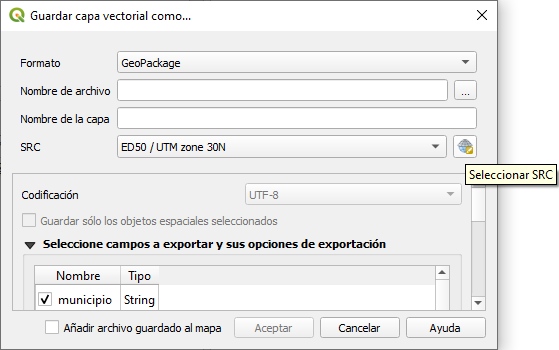 Guardar capa vectorial como...
Formato GeoPackage
Nombre de archivo ...
Nombre de la capa
SRC ED50 / UTM zone 30N
Seleccionar SRC
Codificación UTF-8
Guardar sólo los objetos espaciales seleccionados
Seleccione campos a exportar y sus opciones de exportación
Nombre Tipo
municipio String
Añadir archivo guardado al mapa Aceptar Cancelar Ayuda